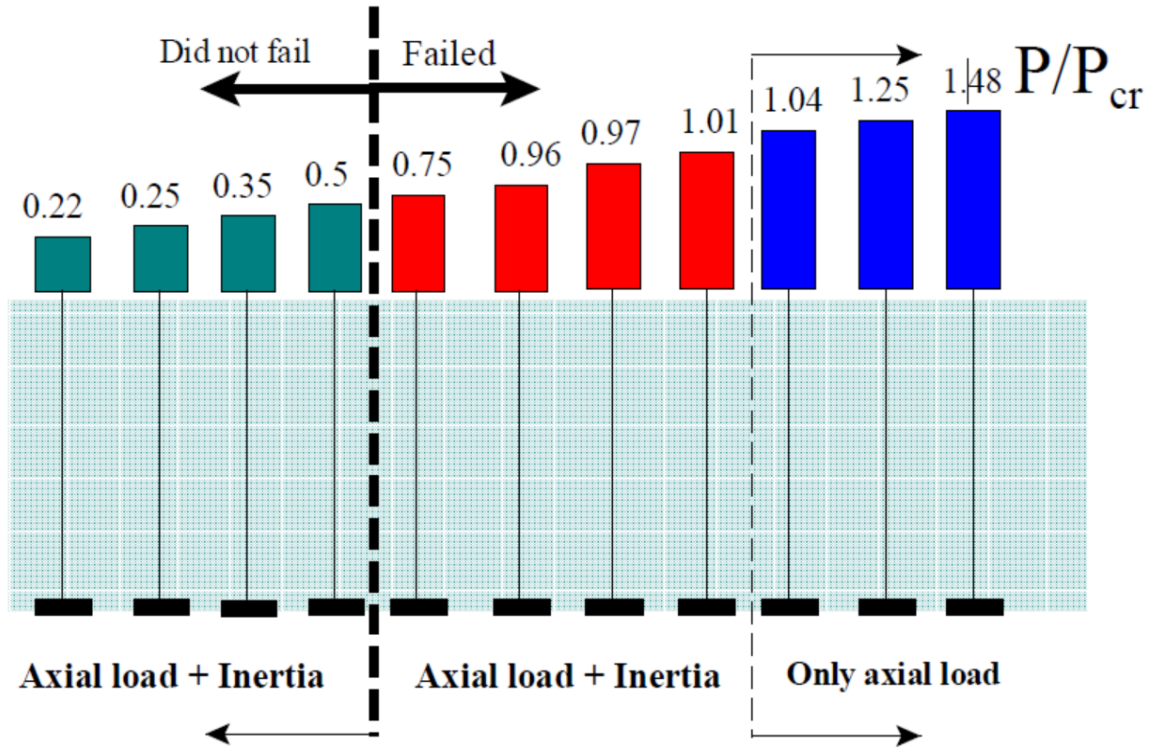 Did not fail
Failed
P/Pcr
0.22
0.25
0.35
0.5
0.75
0.96
0.97
1.01
1.04
1.25
1.48
Axial load + Inertia
Axial load + Inertia
Only axial load